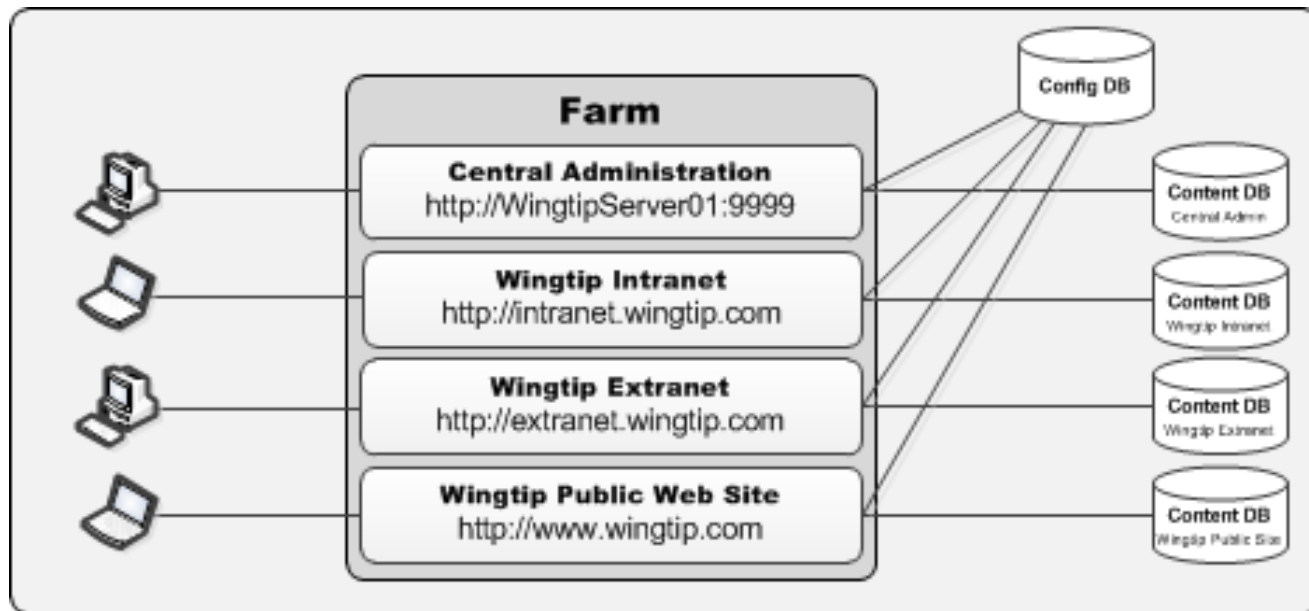 Config DB
Farm
Central Administration
http://WingtipServer01:9999
Content DB
Central Admin
Wingtip Intranet
http://intranet.wingtip.com
Content DB
Wingtip Intranet
Wingtip Extranet
http://extranet.wingtip.com
Content DB
Wingtip Extranet
Wingtip Public Web Site
http://www.wingtip.com
Content DB
Wingtip Public Site